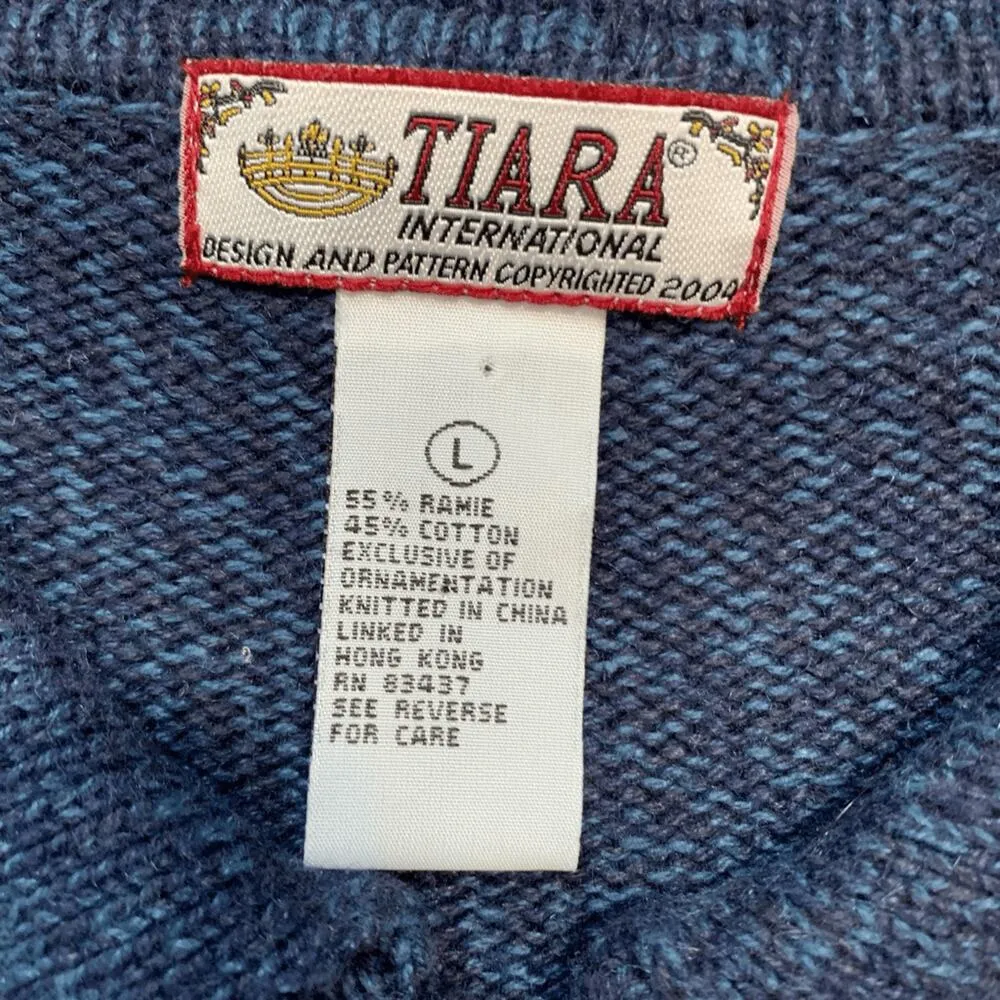 TIARA®
INTERNATIONAL
DESIGN AND PATTERN COPYRIGHTED 2004
L
55% RAMIE
45% COTTON
EXCLUSIVE OF
ORNAMENTATION
KNITTED IN CHINA
LINKED IN
HONG KONG
RN 83437
SEE REVERSE
FOR CARE